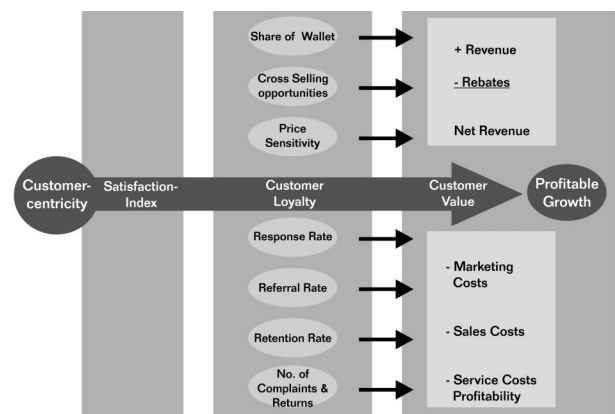 Share of Wallet
Cross Selling
opportunities
Price
Sensitivity
+ Revenue
- Rebates
Net Revenue
Customer-
centricity
Satisfaction-
Index
Customer
Loyalty
Customer
Value
Profitable
Growth
Response Rate
Referral Rate
Retention Rate
No. of
Complaints &
Returns
- Marketing
Costs
- Sales Costs
- Service Costs
Profitability